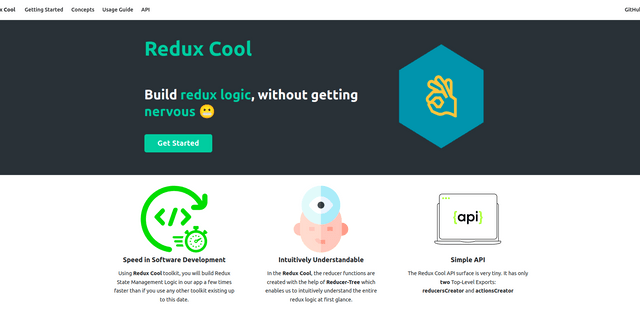 x Cool Getting Started Concepts Usage Guide API GitHu
Redux Cool
Build redux logic, without getting
nervous 😬
Get Started
</>
{api}
Speed in Software Development
Using Redux Cool toolkit, you will build Redux
State Management Logic in our app a few times
faster than if you use any other toolkit existing up
to this date.
Intuitively Understandable
In the Redux Cool, the reducer functions are
created with the help of Reducer-Tree which
enables us to intuitively understand the entire
redux logic at first glance.
Simple API
The Redux Cool API surface is very tiny. It has only
two Top-Level Exports:
reducersCreator and actionsCreator